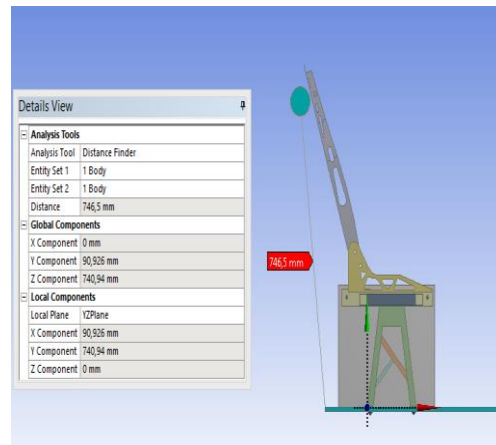 Details View
Analysis Tools
Analysis Tool Distance Finder
Entity Set 1 1 Body
Entity Set 2 1 Body
Distance 746,5 mm
Global Components
X Component 0 mm
Y Component 90,926 mm
Z Component 740,94 mm
Local Components
Local Plane YZPlane
X Component 90,926 mm
Y Component 740,94 mm
Z Component 0 mm
746,5 mm